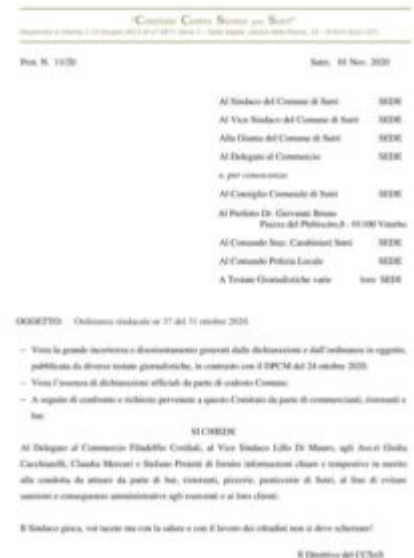 "Comitato Centro Storico per Sutri"
Prot. N. 13/20 Sutri, 01 Nov. 2020
Al Sindaco del Comune di Sutri SEDE
Al Vice Sindaco del Comune di Sutri SEDE
Alla Giunta del Comune di Sutri SEDE
Al Delegato al Commercio SEDE
e, per conoscenza:
Al Consiglio Comunale di Sutri SEDE
Al Prefetto Dr. Giovanni Bruno
Piazza del Plebiscito,8 - 01100 Viterbo
Al Comando Staz. Carabinieri Sutri SEDE
Al Comando Polizia Locale SEDE
A Testate Giornalistiche varie loro SEDI
OGGETTO: Ordinanza sindacale nr 37 del 31 ottobre 2020.
- Vista la grande incertezza e disorientamento generati dalle dichiarazioni e dall'ordinanza in oggetto,
pubblicata da diverse testate giornalistiche, in contrasto con il DPCM del 24 ottobre 2020.
- Vista l'assenza di dichiarazioni ufficiali da parte di codesto Comune.
- A seguito di confronto e richieste pervenute a questo Comitato da parte di commercianti, ristoranti e
bar.
SI CHIEDE
Al Delegato al Commercio Filadelfio Cordiali, al Vice Sindaco Lillo Di Mauro, agli Ass.ri Giulia
Cacchiarelli, Claudia Mercuri e Stefano Proietti di fornire informazioni chiare e tempestive in merito
alla condotta da attuare da parte di bar, ristoranti, pizzerie, pasticcerie di Sutri, al fine di evitare
sanzioni e conseguenze amministrative agli esercenti e ai loro clienti.
Il Sindaco gioca, voi tacete ma con la salute e con il lavoro dei cittadini non si deve scherzare!
Il Direttivo del CCSxS